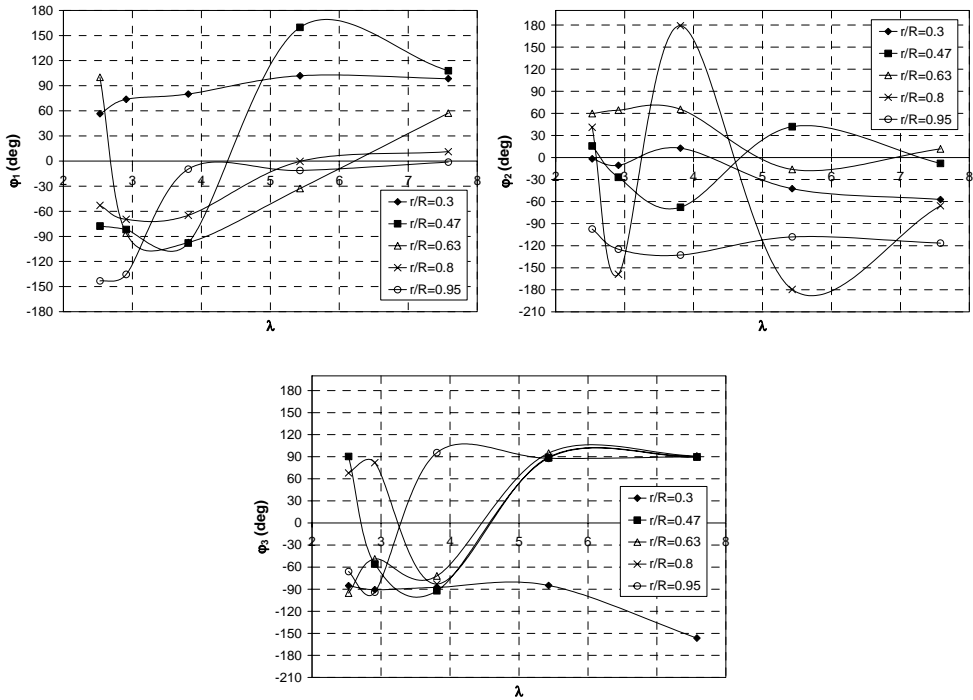 180
150
120
90
60
30
0
-30
-60
-90
-120
-150
-180
φ1 (deg)
2 3 4 5 6 7 8
λ
r/R=0.3
r/R=0.47
r/R=0.63
r/R=0.8
r/R=0.95
180
150
120
90
60
30
0
-30
-60
-90
-120
-150
-180
-210
φ2 (deg)
2 3 4 5 6 7 8
λ
r/R=0.3
r/R=0.47
r/R=0.63
r/R=0.8
r/R=0.95
180
150
120
90
60
30
0
-30
-60
-90
-120
-150
-180
-210
φ3 (deg)
2 3 4 5 6 7 8
λ
r/R=0.3
r/R=0.47
r/R=0.63
r/R=0.8
r/R=0.95